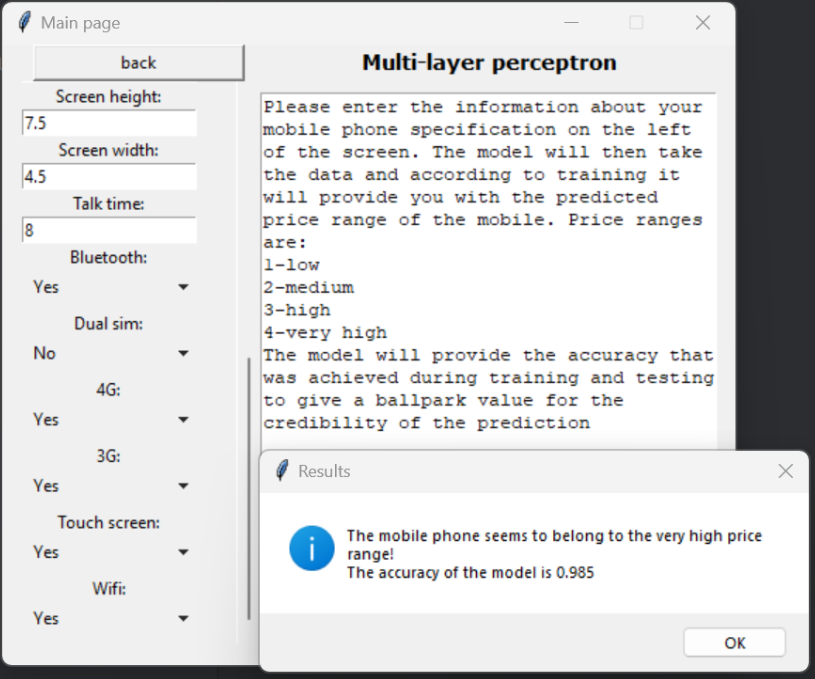 Main page
back
Multi-layer perceptron
Screen height:
7.5
Screen width:
4.5
Talk time:
8
Bluetooth:
Yes
Dual sim:
No
4G:
Yes
3G:
Yes
Touch screen:
Yes
Wifi:
Yes
Please enter the information about your
mobile phone specification on the left
of the screen. The model will then take
the data and according to training it
will provide you with the predicted
price range of the mobile. Price ranges
are:
1-low
2-medium
3-high
4-very high
The model will provide the accuracy that
was achieved during training and testing
to give a ballpark value for the
credibility of the prediction
Results
The mobile phone seems to belong to the very high price
range!
The accuracy of the model is 0.985
OK